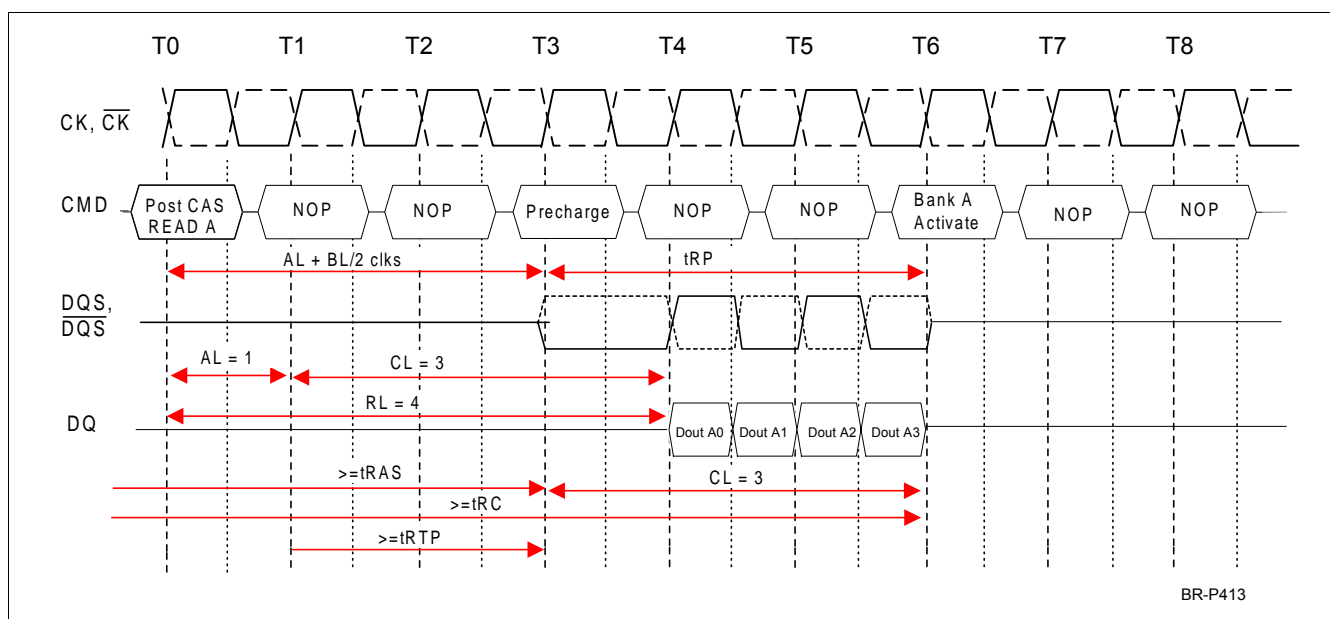 T0 T1 T2 T3 T4 T5 T6 T7 T8
CK, CK
CMD
Post CAS
READ A
NOP
NOP
Precharge
NOP
NOP
Bank A
Activate
NOP
NOP
AL + BL/2 clks
tRP
DQS,
DQS
AL = 1
CL = 3
RL = 4
DQ
Dout A0
Dout A1
Dout A2
Dout A3
>=tRAS
CL = 3
>=tRC
>=tRTP
BR-P413